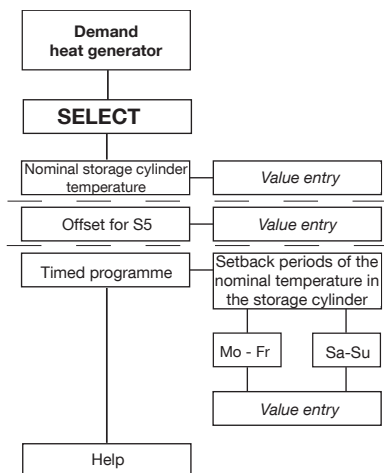 Demand
heat generator
SELECT
Nominal storage cylinder
temperature
Value entry
Offset for S5
Value entry
Timed programme
Setback periods of the
nominal temperature in
the storage cylinder
Mo - Fr
Sa-Su
Value entry
Help